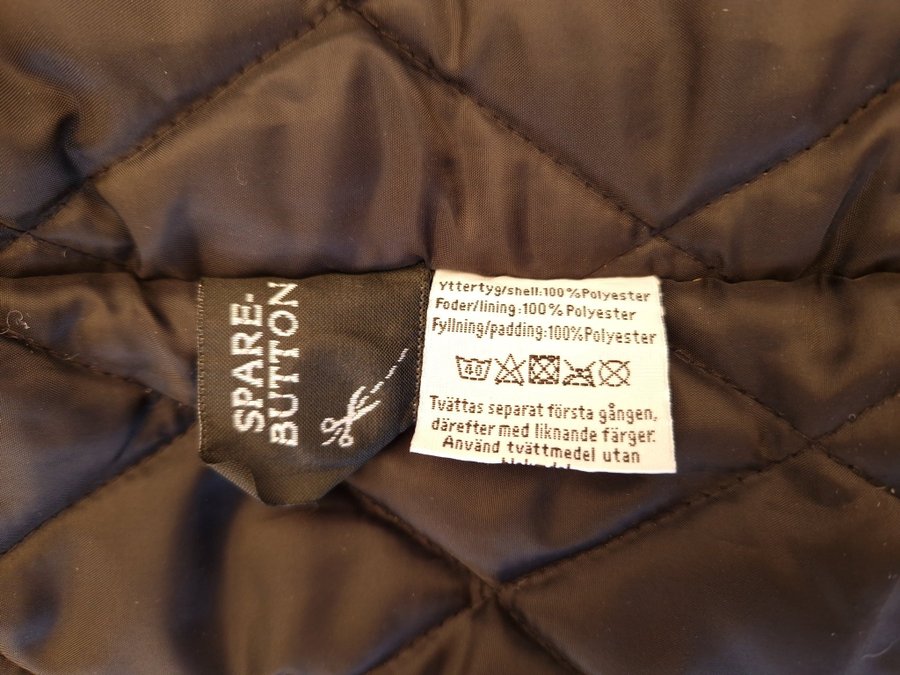 SPARE-
BUTTON
Yttertyg/shell:100%Polyester
Foder/lining:100%Polyester
Fyllning/padding:100%Polyester
40
Tvättas separat första gången,
därefter med liknande färger.
Använd tvättmedel utan